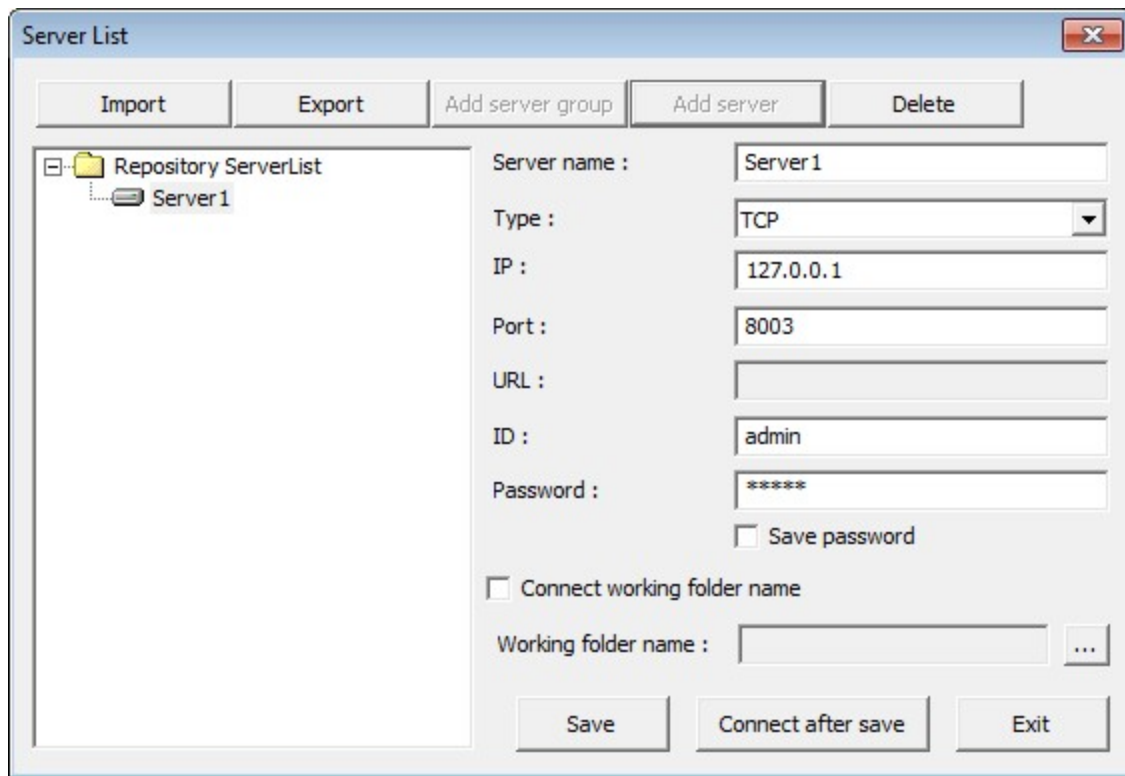 Server List
Import Export Add server group Add server Delete
Repository ServerList
Server1
Server name : Server1
Type : TCP
IP : 127.0.0.1
Port : 8003
URL :
ID : admin
Password : *****
Save password
Connect working folder name
Working folder name : ...
Save Connect after save Exit